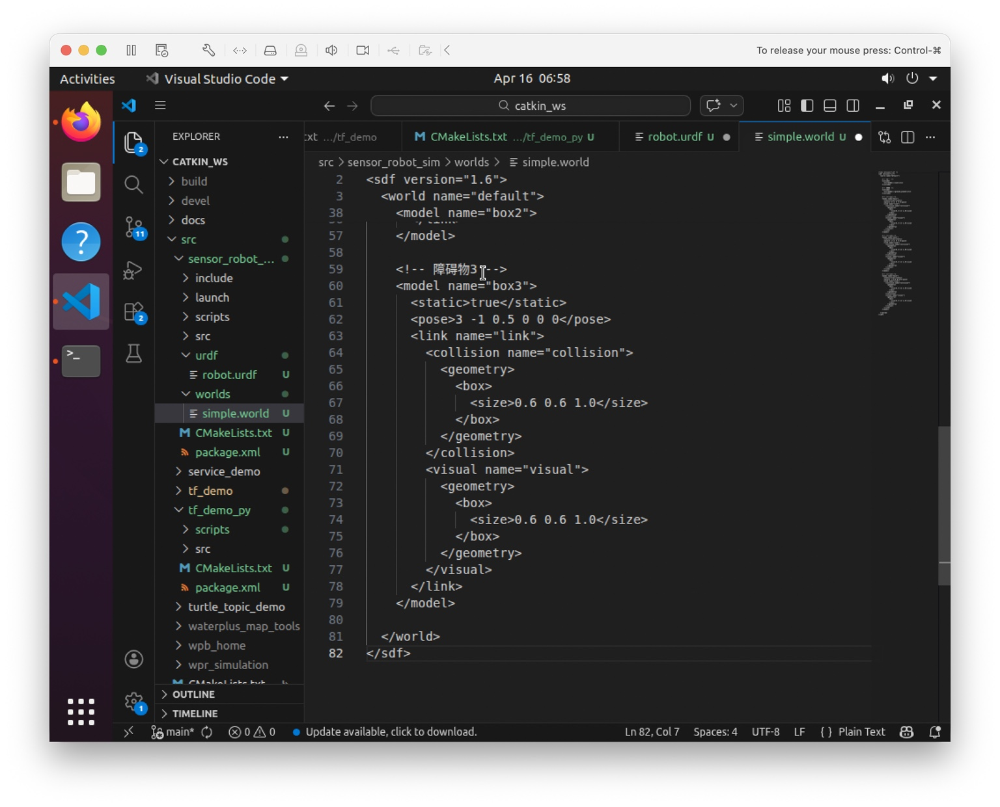 To release your mouse press: Control-⌘
Activities
Visual Studio Code
Apr 16 06:58
catkin_ws
EXPLORER
CATKIN_WS
build
devel
docs
src
sensor_robot_...
include
launch
scripts
src
urdf
robot.urdf U
worlds
simple.world U
CMakeLists.txt U
package.xml U
service_demo
tf_demo
tf_demo_py
scripts
src
CMakeLists.txt U
package.xml U
turtle_topic_demo
waterplus_map_tools
wpb_home
wpr_simulation
OUTLINE
TIMELINE
2
11
2
1
xt .../tf_demo
CMakeLists.txt .../tf_demo_py U
robot.urdf U
simple.world U
src > sensor_robot_sim > worlds > simple.world
2 <sdf version="1.6">
3 <world name="default">
38 <model name="box2">
57 </model>
58
59 <!-- 障碍物3 -->
60 <model name="box3">
61 <static>true</static>
62 <pose>3 -1 0.5 0 0 0</pose>
63 <link name="link">
64 <collision name="collision">
65 <geometry>
66 <box>
67 <size>0.6 0.6 1.0</size>
68 </box>
69 </geometry>
70 </collision>
71 <visual name="visual">
72 <geometry>
73 <box>
74 <size>0.6 0.6 1.0</size>
75 </box>
76 </geometry>
77 </visual>
78 </link>
79 </model>
80
81 </world>
82 </sdf>
main* 0 0 Update available, click to download.
Ln 82, Col 7 Spaces: 4 UTF-8 LF { } Plain Text